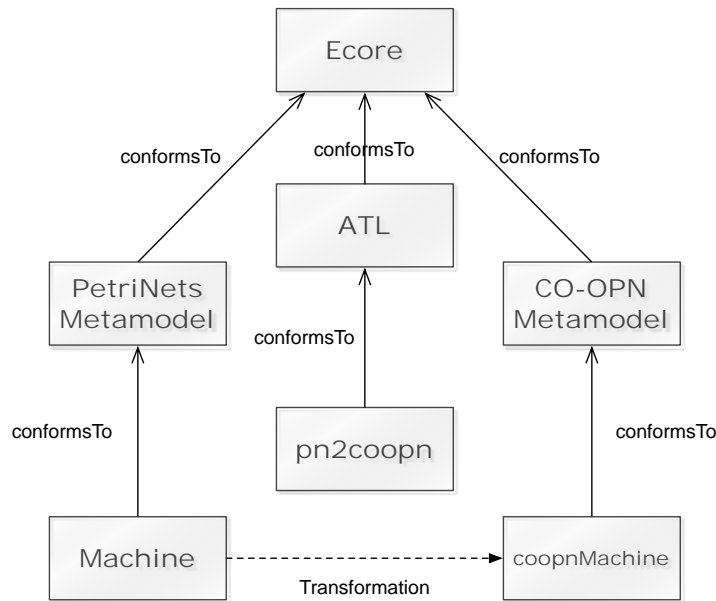 Ecore
conformsTo
conformsTo
conformsTo
ATL
PetriNets
Metamodel
CO-OPN
Metamodel
conformsTo
conformsTo
conformsTo
pn2coopn
Machine
coopnMachine
Transformation